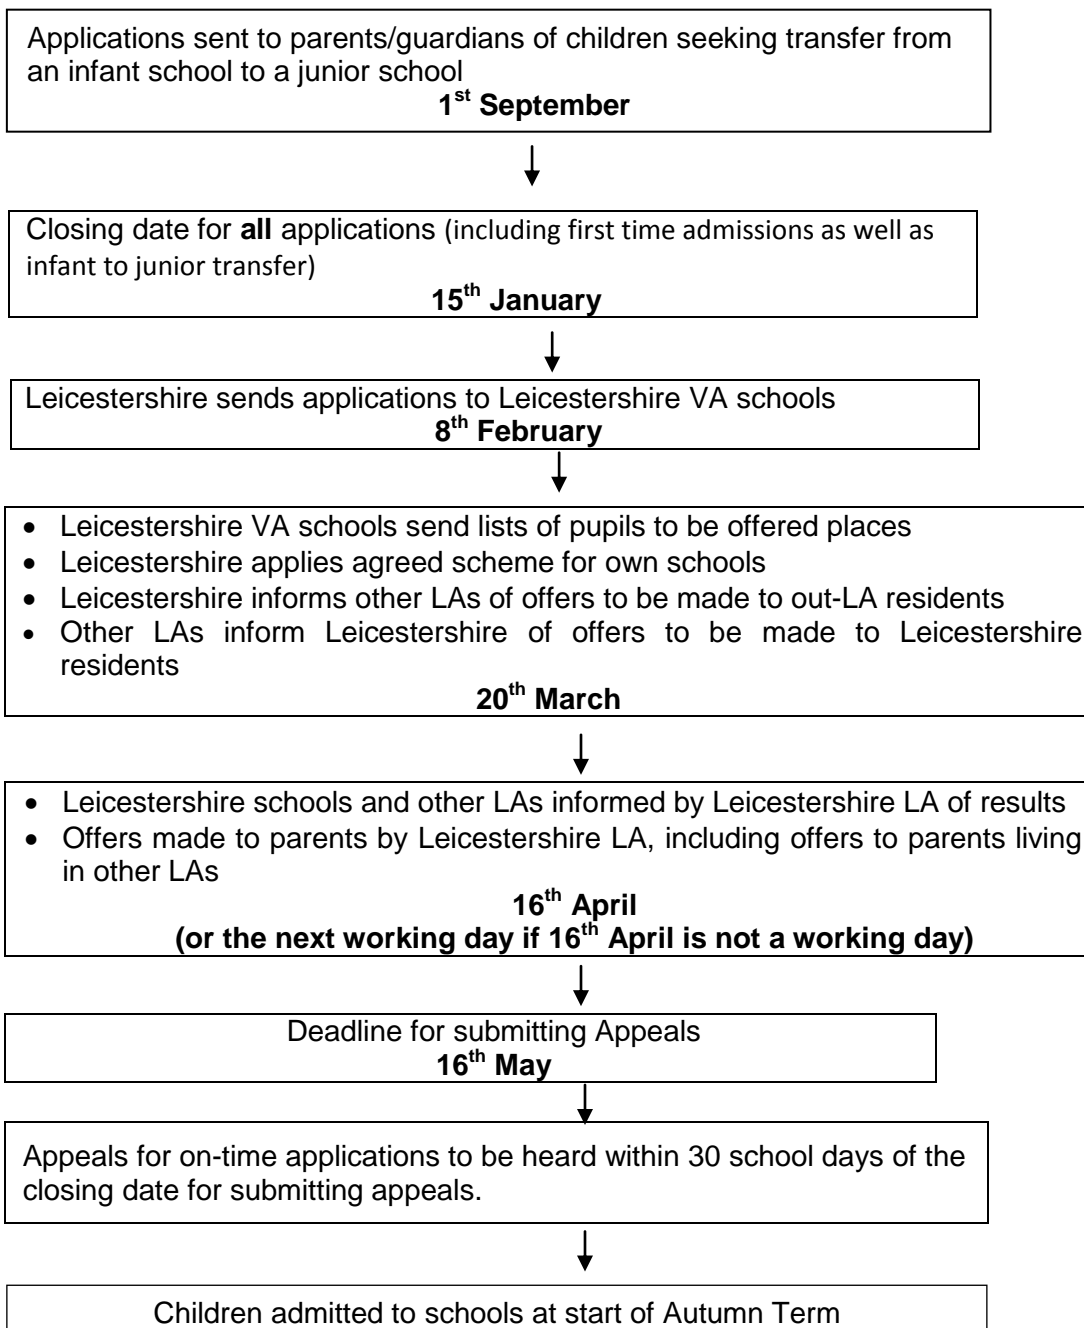 Applications sent to parents/guardians of children seeking transfer from
an infant school to a junior school
1st September
Closing date for all applications (including first time admissions as well as
infant to junior transfer)
15th January
Leicestershire sends applications to Leicestershire VA schools
8th February
• Leicestershire VA schools send lists of pupils to be offered places
• Leicestershire applies agreed scheme for own schools
• Leicestershire informs other LAs of offers to be made to out-LA residents
• Other LAs inform Leicestershire of offers to be made to Leicestershire
residents
20th March
• Leicestershire schools and other LAs informed by Leicestershire LA of results
• Offers made to parents by Leicestershire LA, including offers to parents living
in other LAs
16th April
(or the next working day if 16th April is not a working day)
Deadline for submitting Appeals
16th May
Appeals for on-time applications to be heard within 30 school days of the
closing date for submitting appeals.
Children admitted to schools at start of Autumn Term